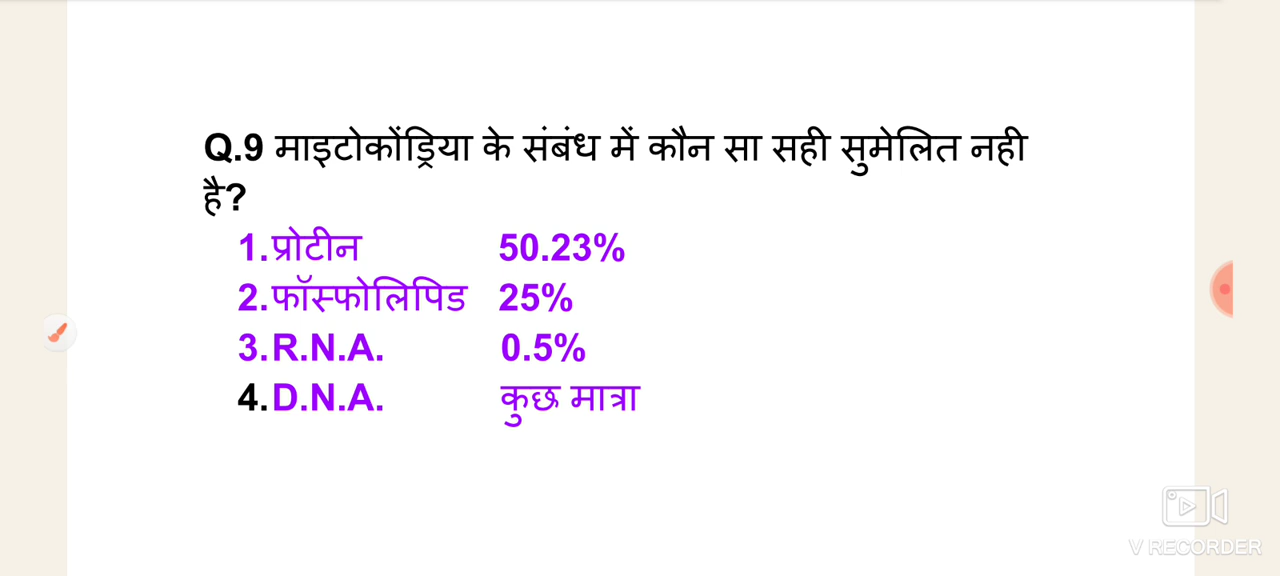 Q.9 माइटोकोंड्रिया के संबंध में कौन सा सही सुमेलित नही
है?
1.प्रोटीन 50.23%
2.फॉस्फोलिपिड 25%
3.R.N.A. 0.5%
4.D.N.A. कुछ मात्रा
V RECORDER